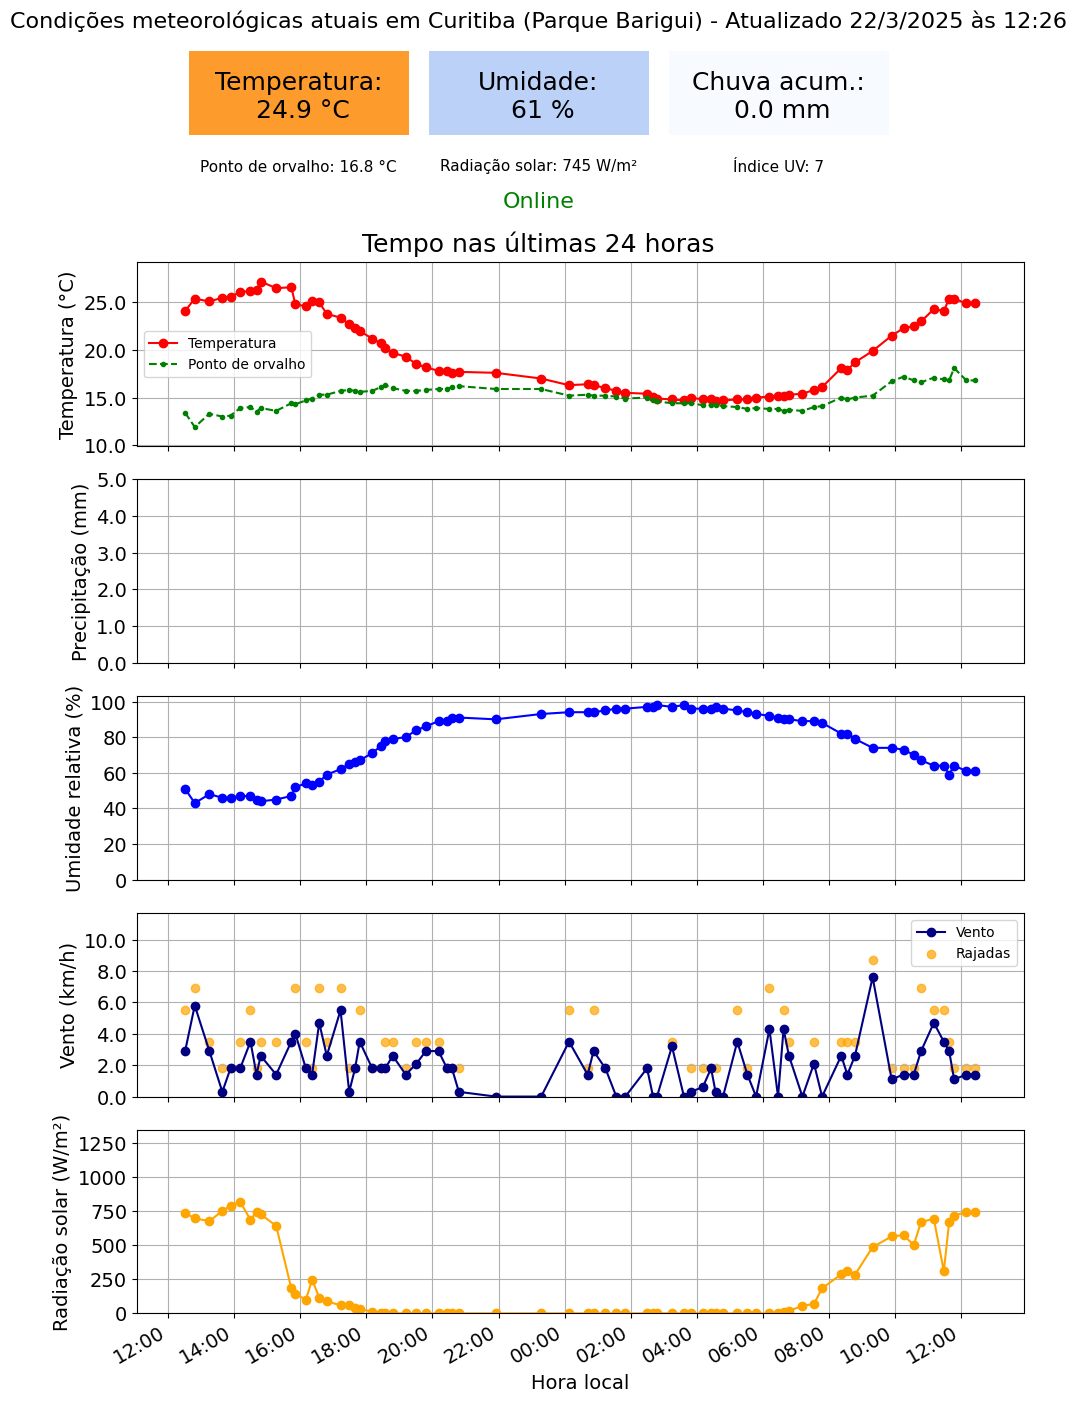 Condições meteorológicas atuais em Curitiba (Parque Barigui) - Atualizado 22/3/2025 às 12:26
Temperatura:
24.9 °C
Umidade:
61 %
Chuva acum.:
0.0 mm
Ponto de orvalho: 16.8 °C
Radiação solar: 745 W/m²
Índice UV: 7
Online
Tempo nas últimas 24 horas
Temperatura (°C)
25.0
20.0
15.0
10.0
Temperatura
Ponto de orvalho
Precipitação (mm)
5.0
4.0
3.0
2.0
1.0
0.0
Umidade relativa (%)
100
80
60
40
20
0
Vento (km/h)
10.0
8.0
6.0
4.0
2.0
0.0
Vento
Rajadas
Radiação solar (W/m²)
1250
1000
750
500
250
0
12:00
14:00
16:00
18:00
20:00
22:00
00:00
02:00
04:00
06:00
08:00
10:00
12:00
Hora local